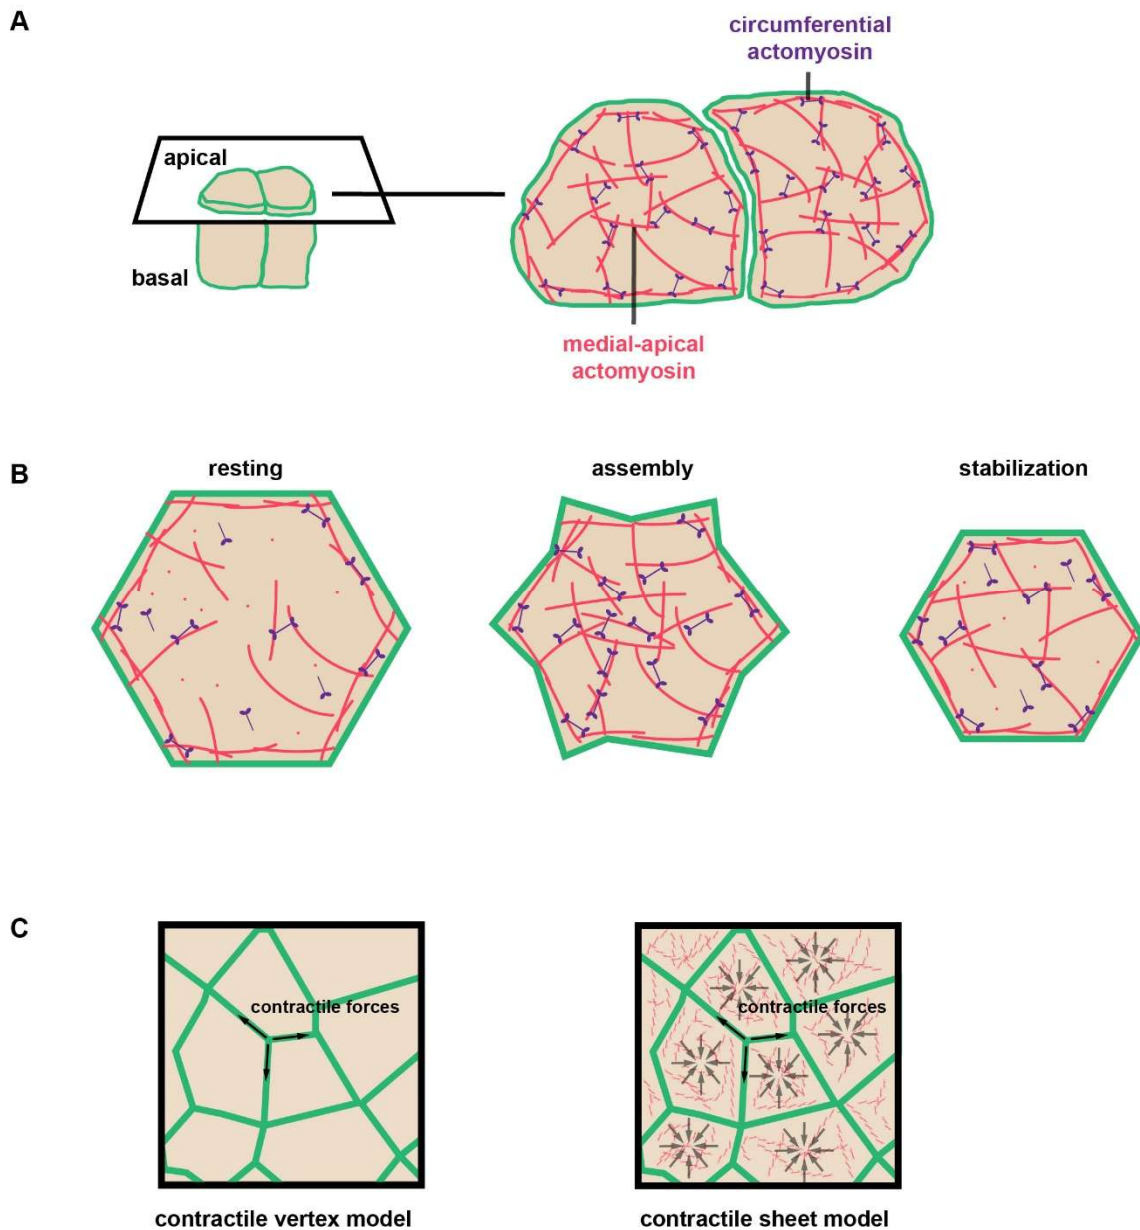 A
circumferential
actomyosin
apical
basal
medial-apical
actomyosin
B
resting
assembly
stabilization
C
contractile forces
contractile forces
contractile vertex model
contractile sheet model